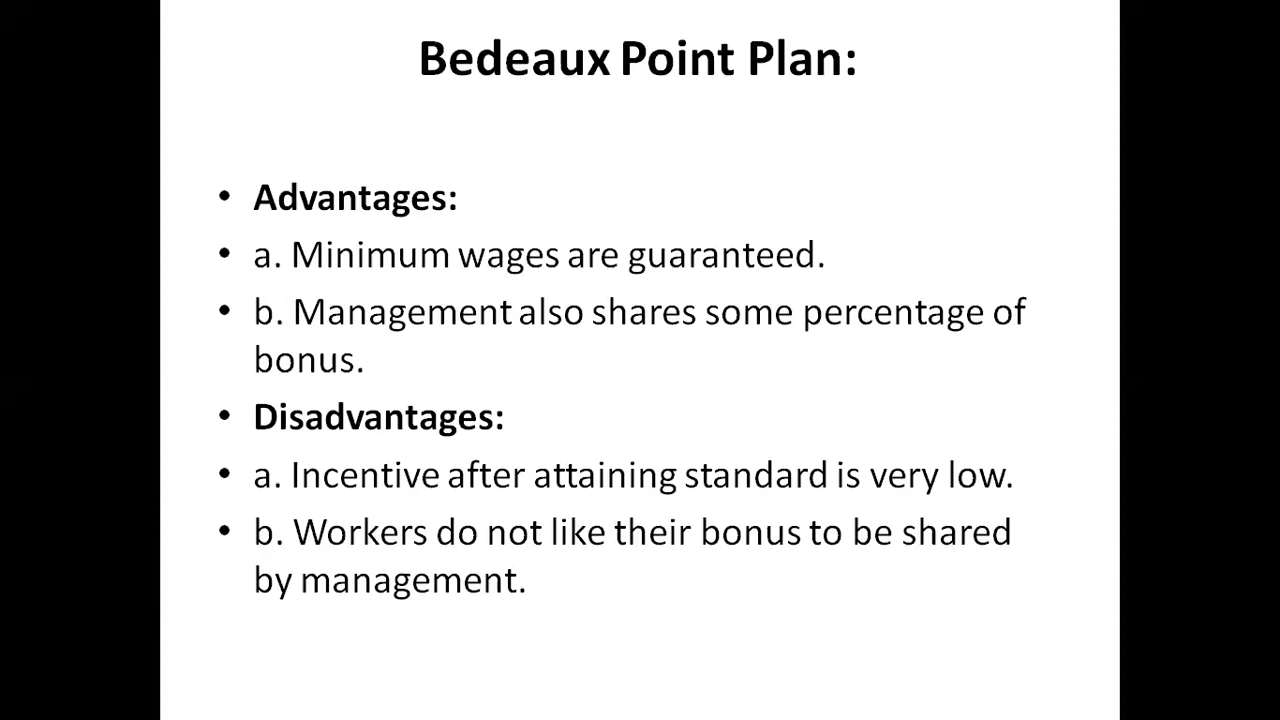 Bedeaux Point Plan:
• Advantages:
• a. Minimum wages are guaranteed.
• b. Management also shares some percentage of
bonus.
• Disadvantages:
• a. Incentive after attaining standard is very low.
• b. Workers do not like their bonus to be shared
by management.